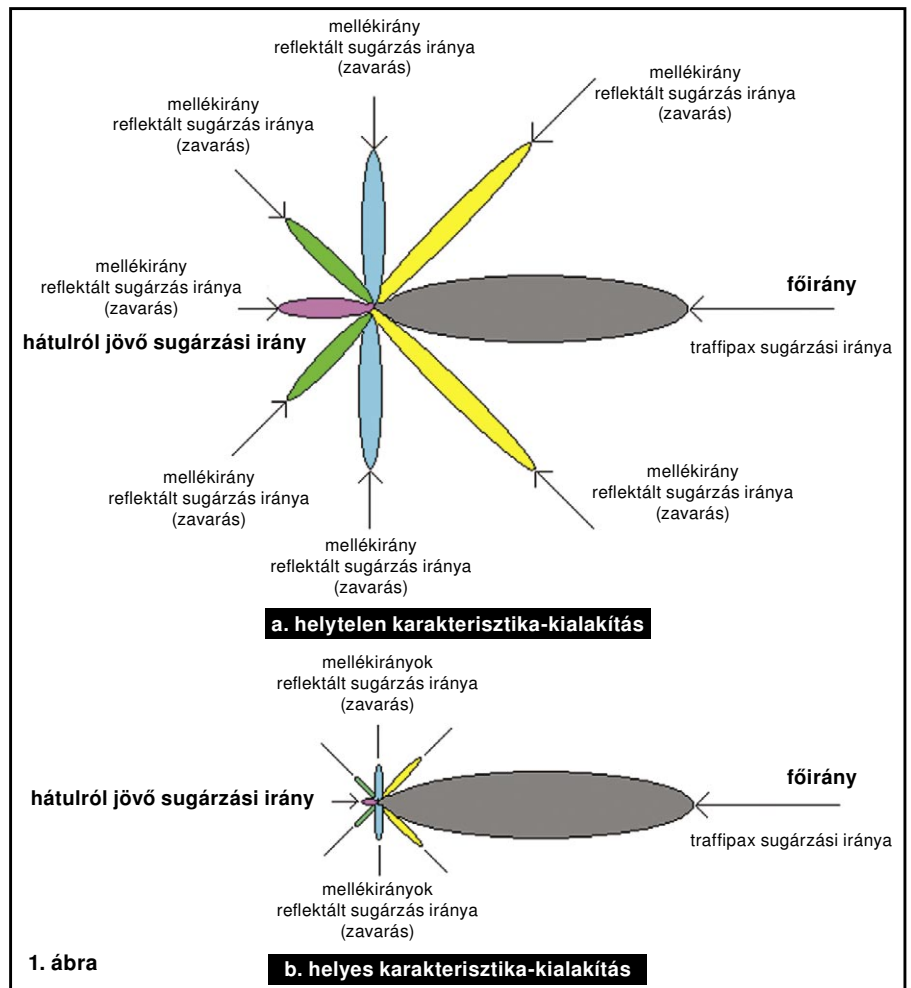 mellékirány
reflektált sugárzás iránya
(zavarás)
mellékirány
reflektált sugárzás iránya
(zavarás)
mellékirány
reflektált sugárzás iránya
(zavarás)
mellékirány
reflektált sugárzás iránya
(zavarás)
hátulról jövő sugárzási irány
főirány
traffipax sugárzási iránya
mellékirány
reflektált sugárzás iránya
(zavarás)
mellékirány
reflektált sugárzás iránya
(zavarás)
mellékirány
reflektált sugárzás iránya
(zavarás)
a. helytelen karakterisztika-kialakítás
mellékirányok
reflektált sugárzás iránya
(zavarás)
hátulról jövő sugárzási irány
főirány
traffipax sugárzási iránya
mellékirányok
reflektált sugárzás iránya
(zavarás)
1. ábra
b. helyes karakterisztika-kialakítás